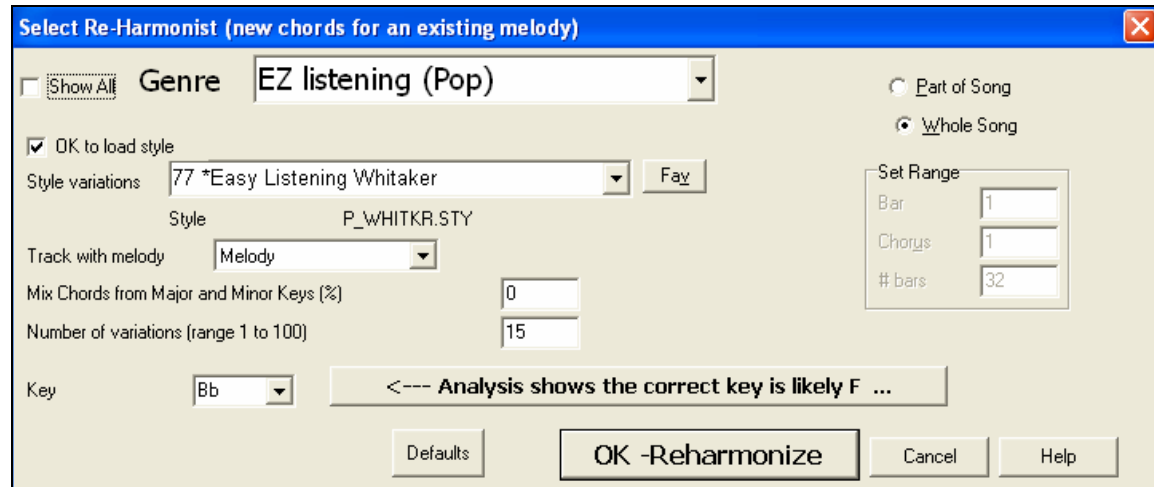 Select Re-Harmonist (new chords for an existing melody)
Show All
Genre
EZ listening (Pop)
Part of Song
Whole Song
OK to load style
Style variations
77 *Easy Listening Whitaker
Fav
Style
P_WHITKR.STY
Set Range
Bar
1
Chorus
1
# bars
32
Track with melody
Melody
Mix Chords from Major and Minor Keys (%)
0
Number of variations (range 1 to 100)
15
Key
Bb
<--- Analysis shows the correct key is likely F ...
Defaults
OK -Reharmonize
Cancel
Help